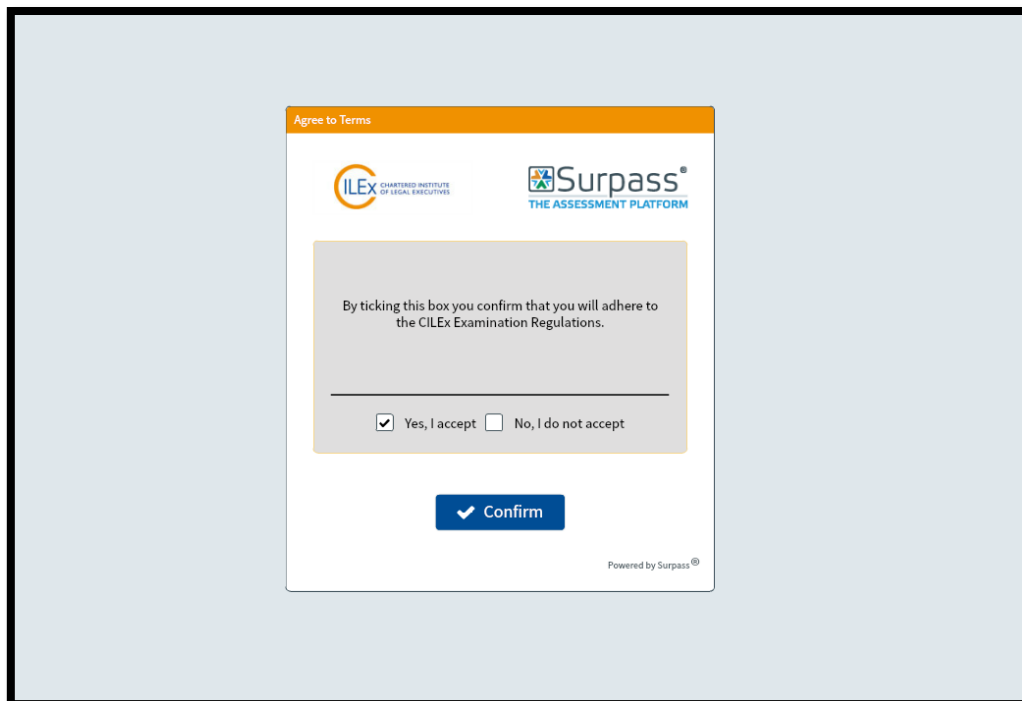 Agree to Terms
CILEx CHARTERED INSTITUTE
OF LEGAL EXECUTIVES
Surpass®
THE ASSESSMENT PLATFORM
By ticking this box you confirm that you will adhere to
the CILEx Examination Regulations.
Yes, I accept No, I do not accept
Confirm
Powered by Surpass®